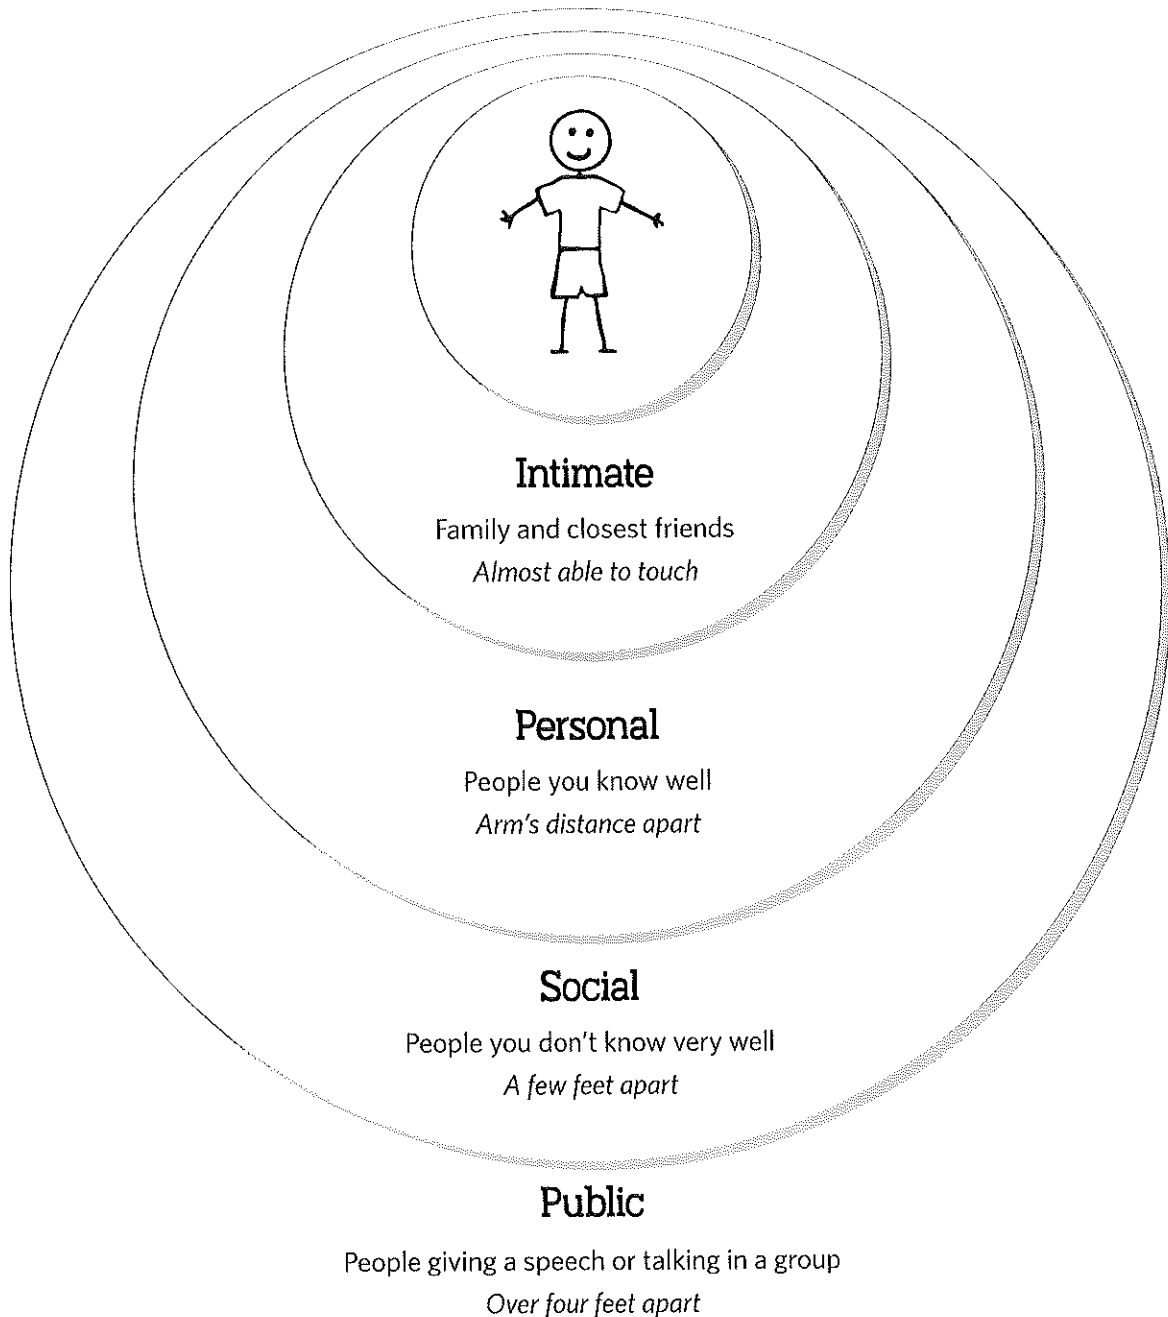 Intimate
Family and closest friends
Almost able to touch
Personal
People you know well
Arm's distance apart
Social
People you don't know very well
A few feet apart
Public
People giving a speech or talking in a group
Over four feet apart